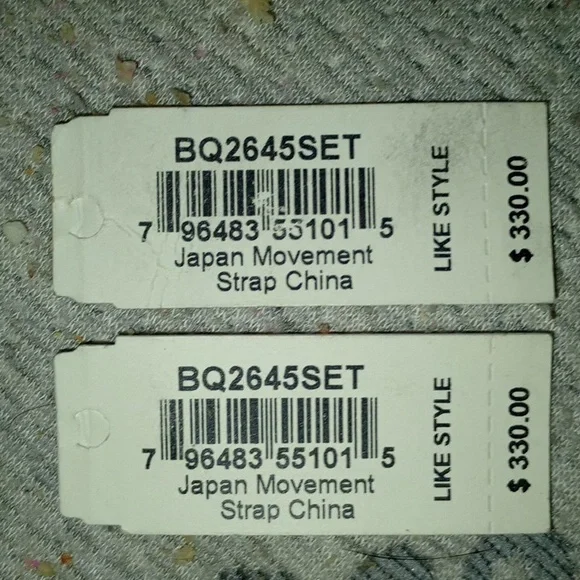 BQ2645SET
7 96483 55101 5
Japan Movement
Strap China
LIKE STYLE
$ 330.00
BQ2645SET
7 96483 55101 5
Japan Movement
Strap China
LIKE STYLE
$ 330.00